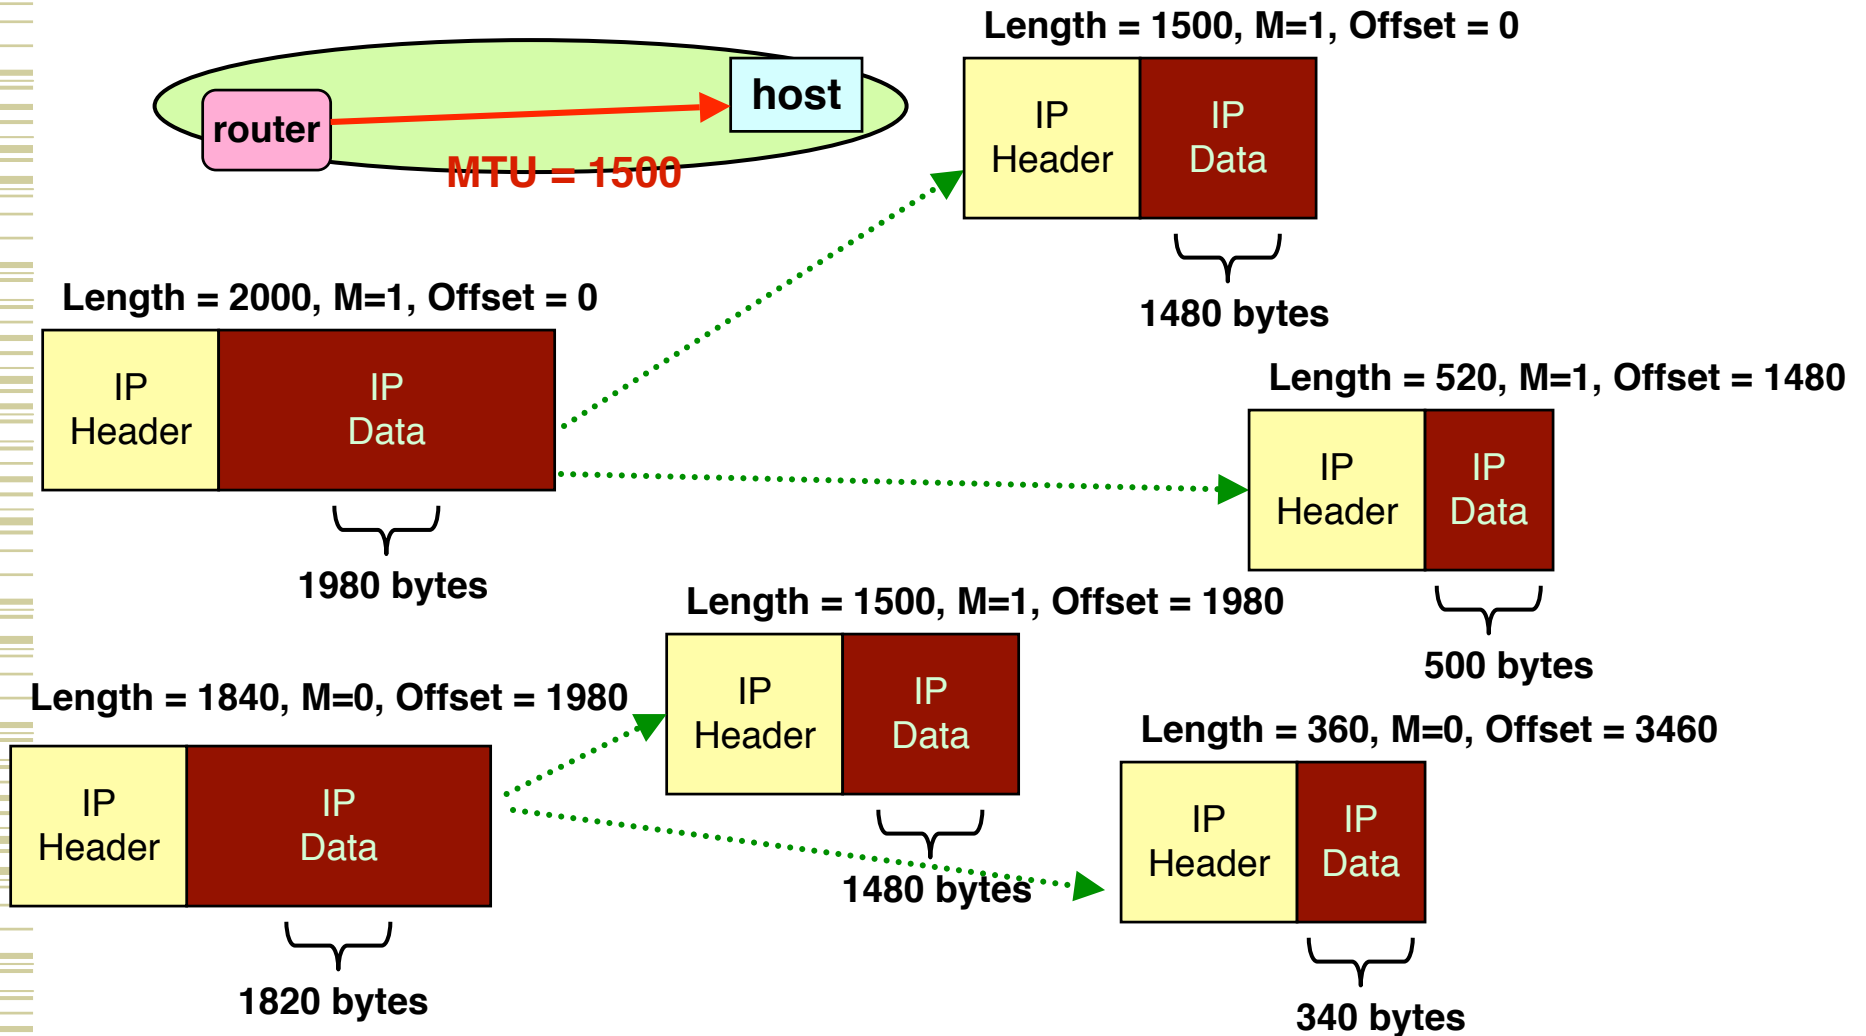 Length = 1500, M=1, Offset = 0
host
router
MTU = 1500
IP
Header
IP
Data
1480 bytes
Length = 2000, M=1, Offset = 0
IP
Header
IP
Data
1980 bytes
Length = 520, M=1, Offset = 1480
IP
Header
IP
Data
500 bytes
Length = 1500, M=1, Offset = 1980
IP
Header
IP
Data
1480 bytes
Length = 1840, M=0, Offset = 1980
IP
Header
IP
Data
1820 bytes
Length = 360, M=0, Offset = 3460
IP
Header
IP
Data
340 bytes